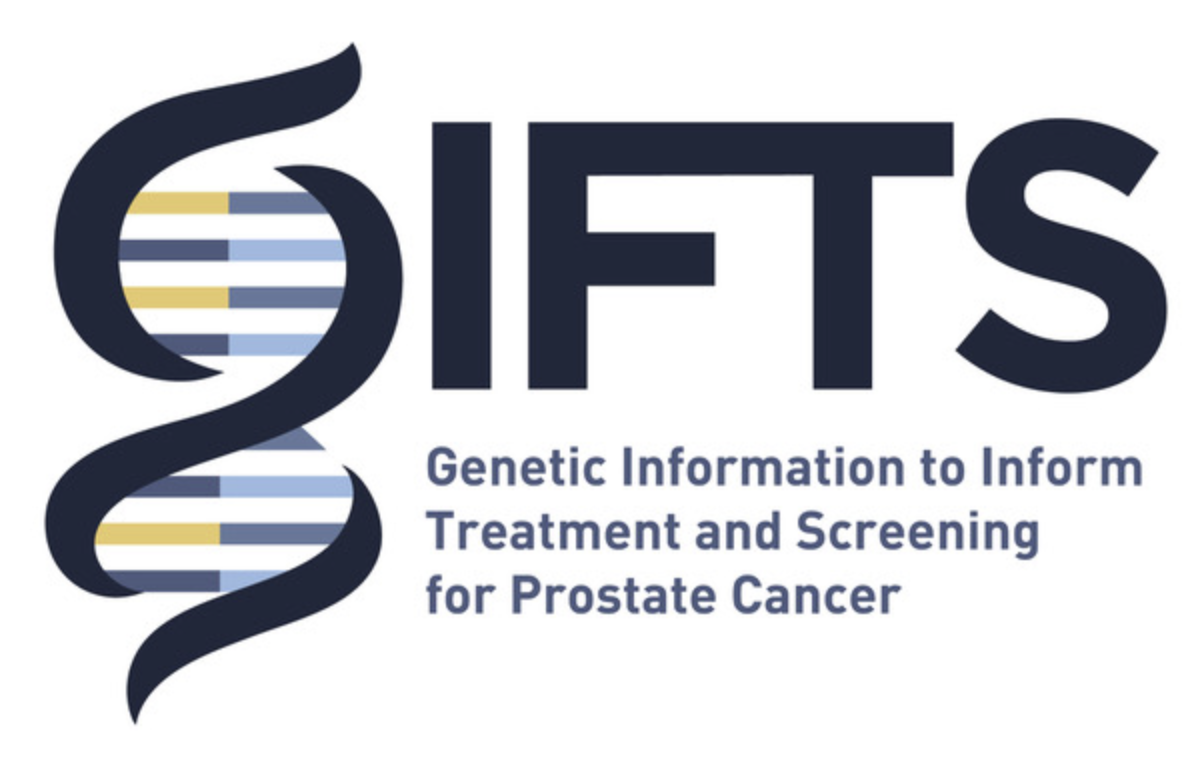 GIFTS
Genetic Information to Inform
Treatment and Screening
for Prostate Cancer